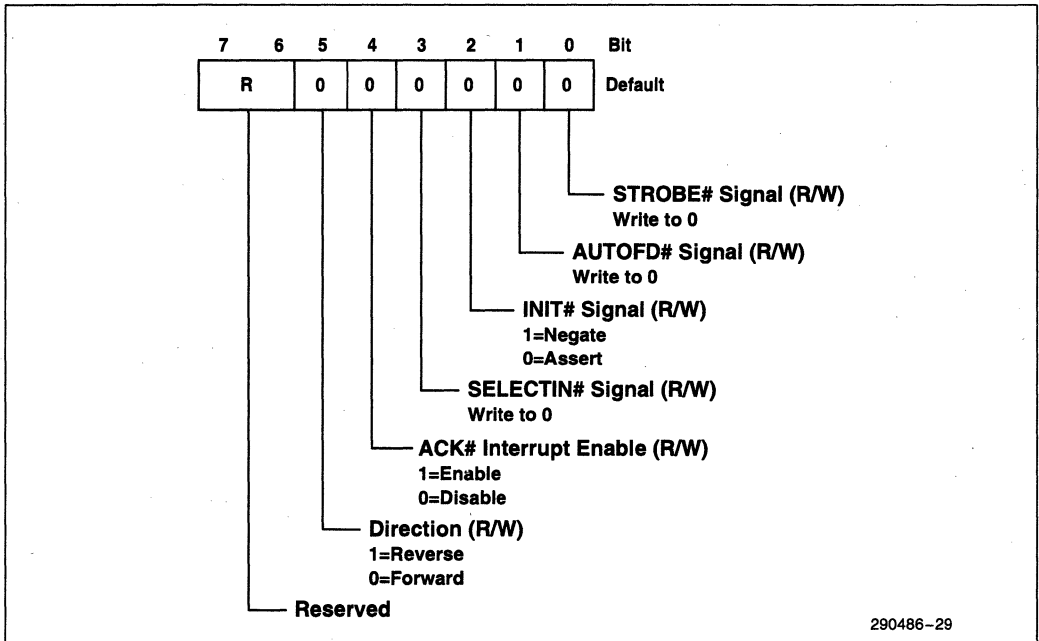 7 6 5 4 3 2 1 0 Bit
R 0 0 0 0 0 0 Default
STROBE# Signal (R/W)
Write to 0
AUTOFD# Signal (R/W)
Write to 0
INIT# Signal (R/W)
1=Negate
0=Assert
SELECTIN# Signal (R/W)
Write to 0
ACK# Interrupt Enable (R/W)
1=Enable
0=Disable
Direction (R/W)
1=Reverse
0=Forward
Reserved
290486–29